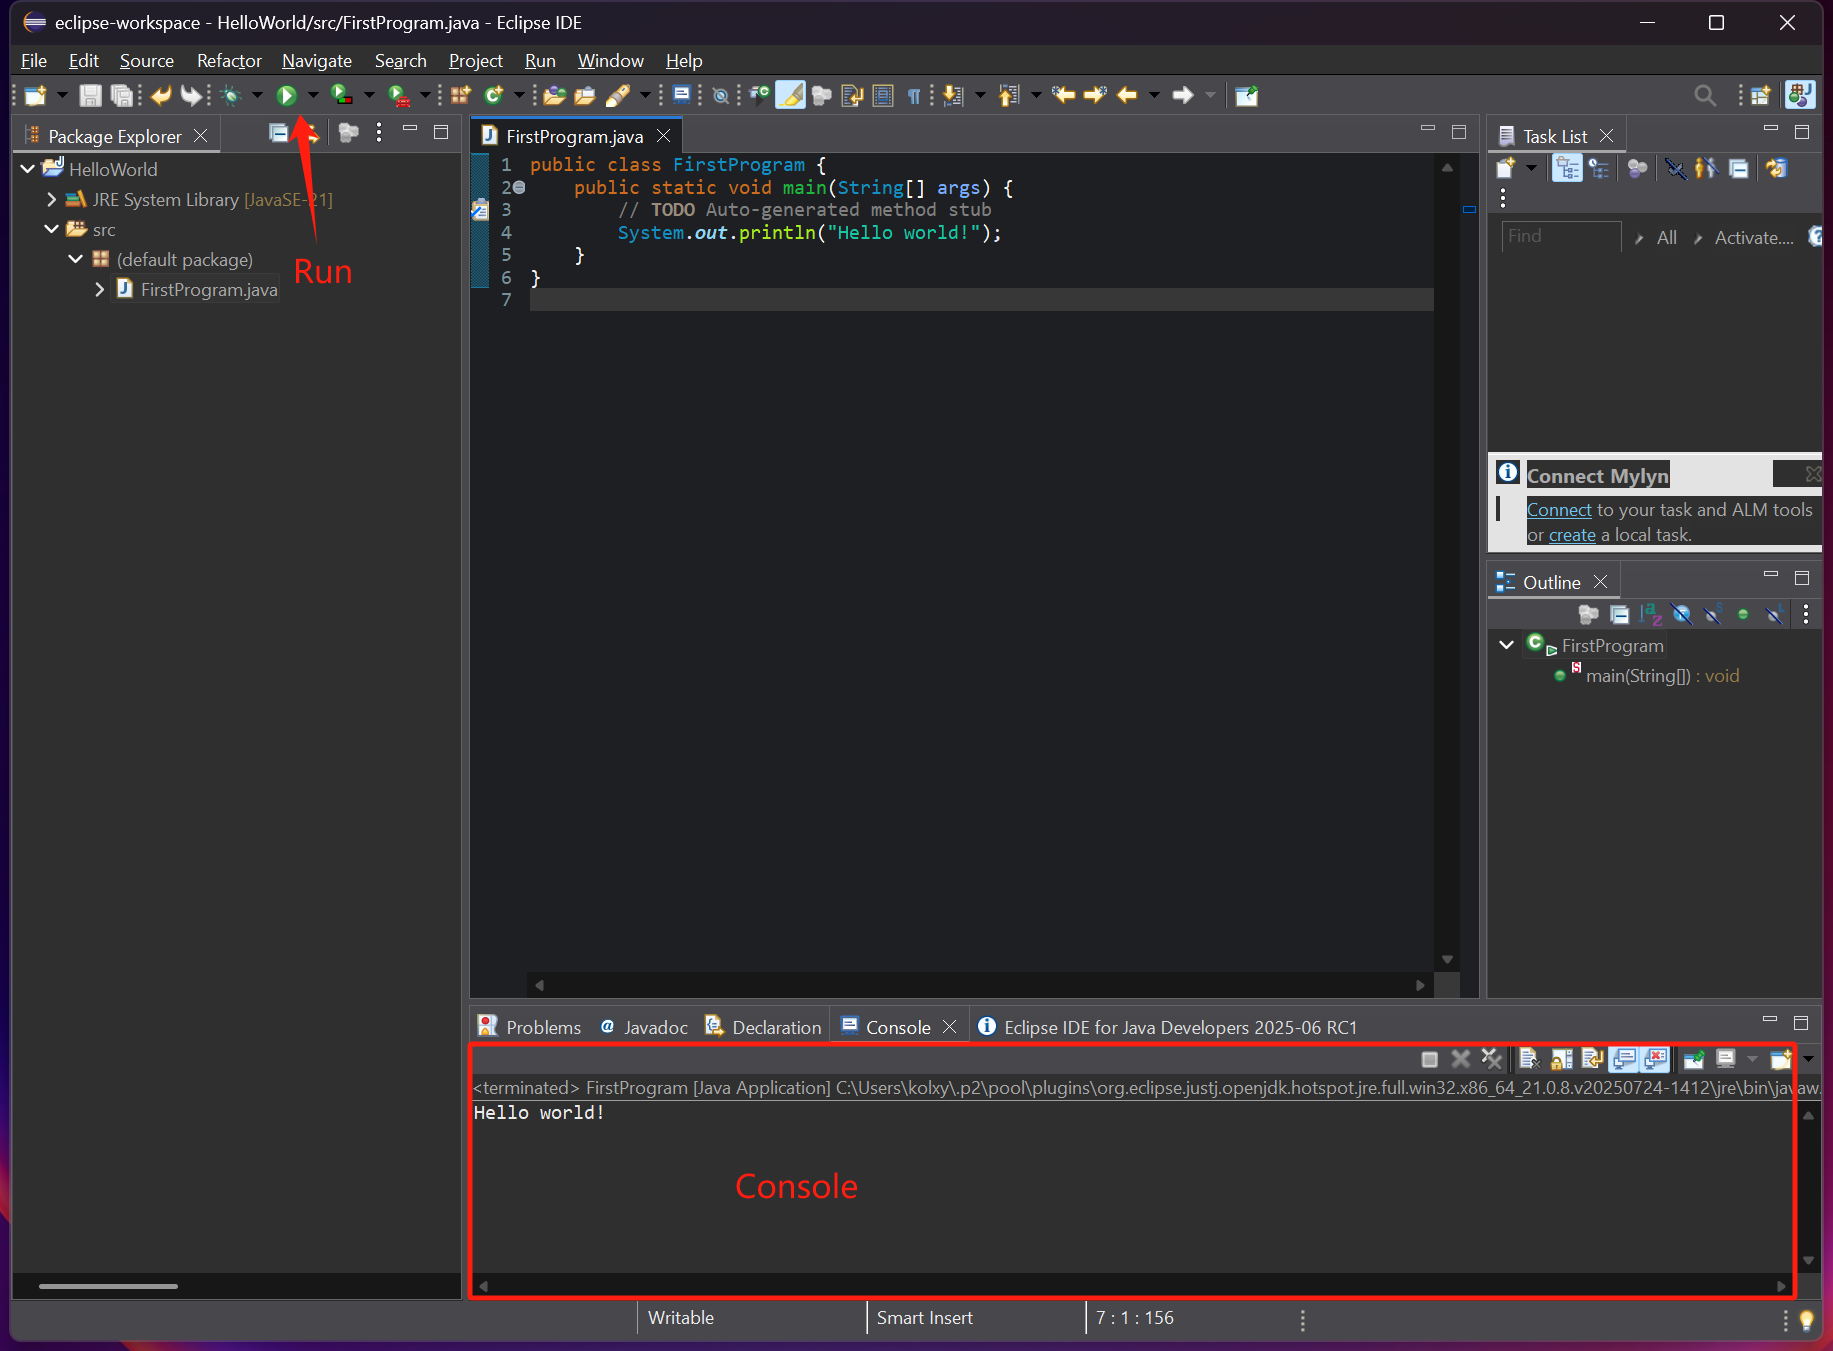 eclipse-workspace - HelloWorld/src/FirstProgram.java - Eclipse IDE
File Edit Source Refactor Navigate Search Project Run Window Help
Package Explorer
HelloWorld
JRE System Library [JavaSE-21]
src
(default package)
FirstProgram.java
Run
FirstProgram.java
1 public class FirstProgram {
2 public static void main(String[] args) {
3 // TODO Auto-generated method stub
4 System.out.println("Hello world!");
5 }
6 }
7
Task List
Find All Activate....
Connect Mylyn
Connect to your task and ALM tools
or create a local task.
Outline
FirstProgram
main(String[]) : void
Problems Javadoc Declaration Console Eclipse IDE for Java Developers 2025-06 RC1
<terminated> FirstProgram [Java Application] C:\Users\kolxy\.p2\pool\plugins\org.eclipse.justj.openjdk.hotspot.jre.full.win32.x86_64_21.0.8.v20250724-1412\jre\bin\javaw.
Hello world!
Console
Writable Smart Insert 7 : 1 : 156